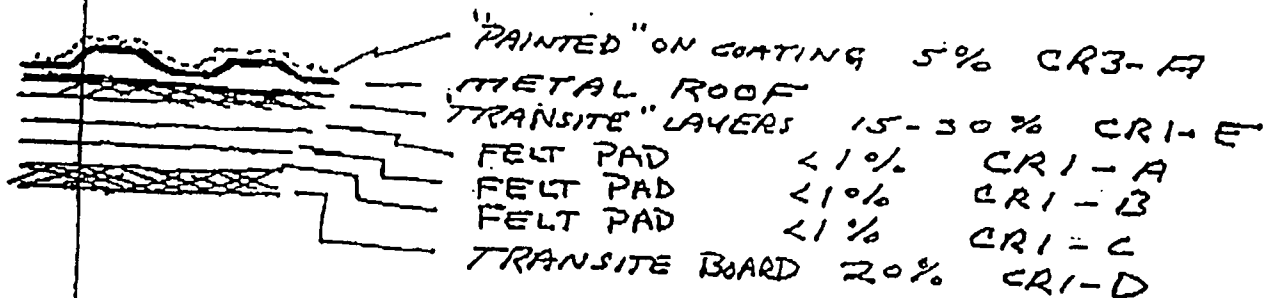 "PAINTED" ON COATING 5% CR3-A
METAL ROOF
"TRANSITE" LAYERS 15-30% CR1-E
FELT PAD <1% CR1-A
FELT PAD <1% CR1-B
FELT PAD <1% CR1-C
TRANSITE BOARD 20% CR1-D